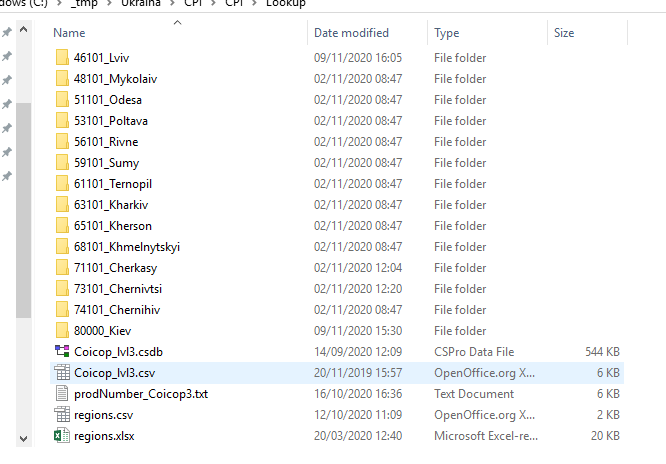 dows (C:) > _tmp > Ukraina > CPI > CPI > Lookup
Name Date modified Type Size
46101_Lviv 09/11/2020 16:05 File folder
48101_Mykolaiv 02/11/2020 08:47 File folder
51101_Odesa 02/11/2020 08:47 File folder
53101_Poltava 02/11/2020 08:47 File folder
56101_Rivne 02/11/2020 08:47 File folder
59101_Sumy 02/11/2020 08:47 File folder
61101_Ternopil 02/11/2020 08:47 File folder
63101_Kharkiv 02/11/2020 08:47 File folder
65101_Kherson 02/11/2020 08:47 File folder
68101_Khmelnytskyi 02/11/2020 08:47 File folder
71101_Cherkasy 02/11/2020 12:04 File folder
73101_Chernivtsi 02/11/2020 12:20 File folder
74101_Chernihiv 02/11/2020 08:47 File folder
80000_Kiev 09/11/2020 15:30 File folder
Coicop_lvl3.csdb 14/09/2020 12:09 CSPro Data File 544 KB
Coicop_lvl3.csv 20/11/2019 15:57 OpenOffice.org X... 6 KB
prodNumber_Coicop3.txt 16/10/2020 16:36 Text Document 6 KB
regions.csv 12/10/2020 11:09 OpenOffice.org X... 2 KB
regions.xlsx 20/03/2020 12:40 Microsoft Excel-re... 20 KB